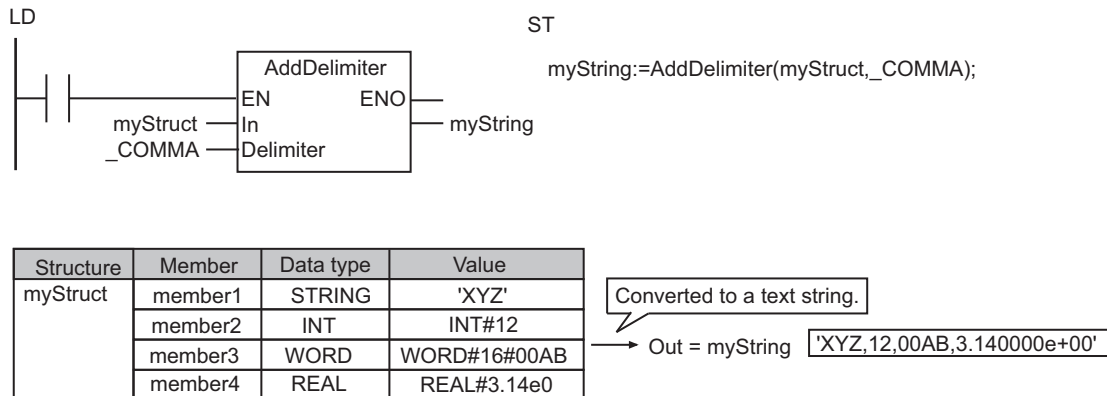 LD
ST
AddDelimiter
myString:=AddDelimiter(myStruct,_COMMA);
EN ENO
myStruct In myString
_COMMA Delimiter
Structure Member Data type Value
myStruct member1 STRING 'XYZ'
Converted to a text string.
member2 INT INT#12
member3 WORD WORD#16#00AB
Out = myString 'XYZ,12,00AB,3.140000e+00'
member4 REAL REAL#3.14e0